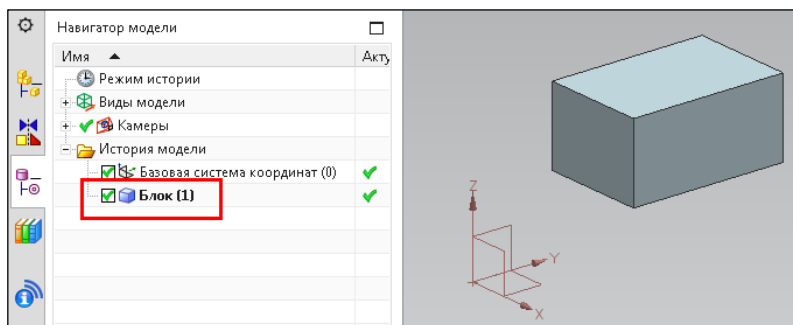 Навигатор модели
Имя Акту
Режим истории
Виды модели
Камеры
История модели
Базовая система координат (0)
Блок (1)
Z
Y
X